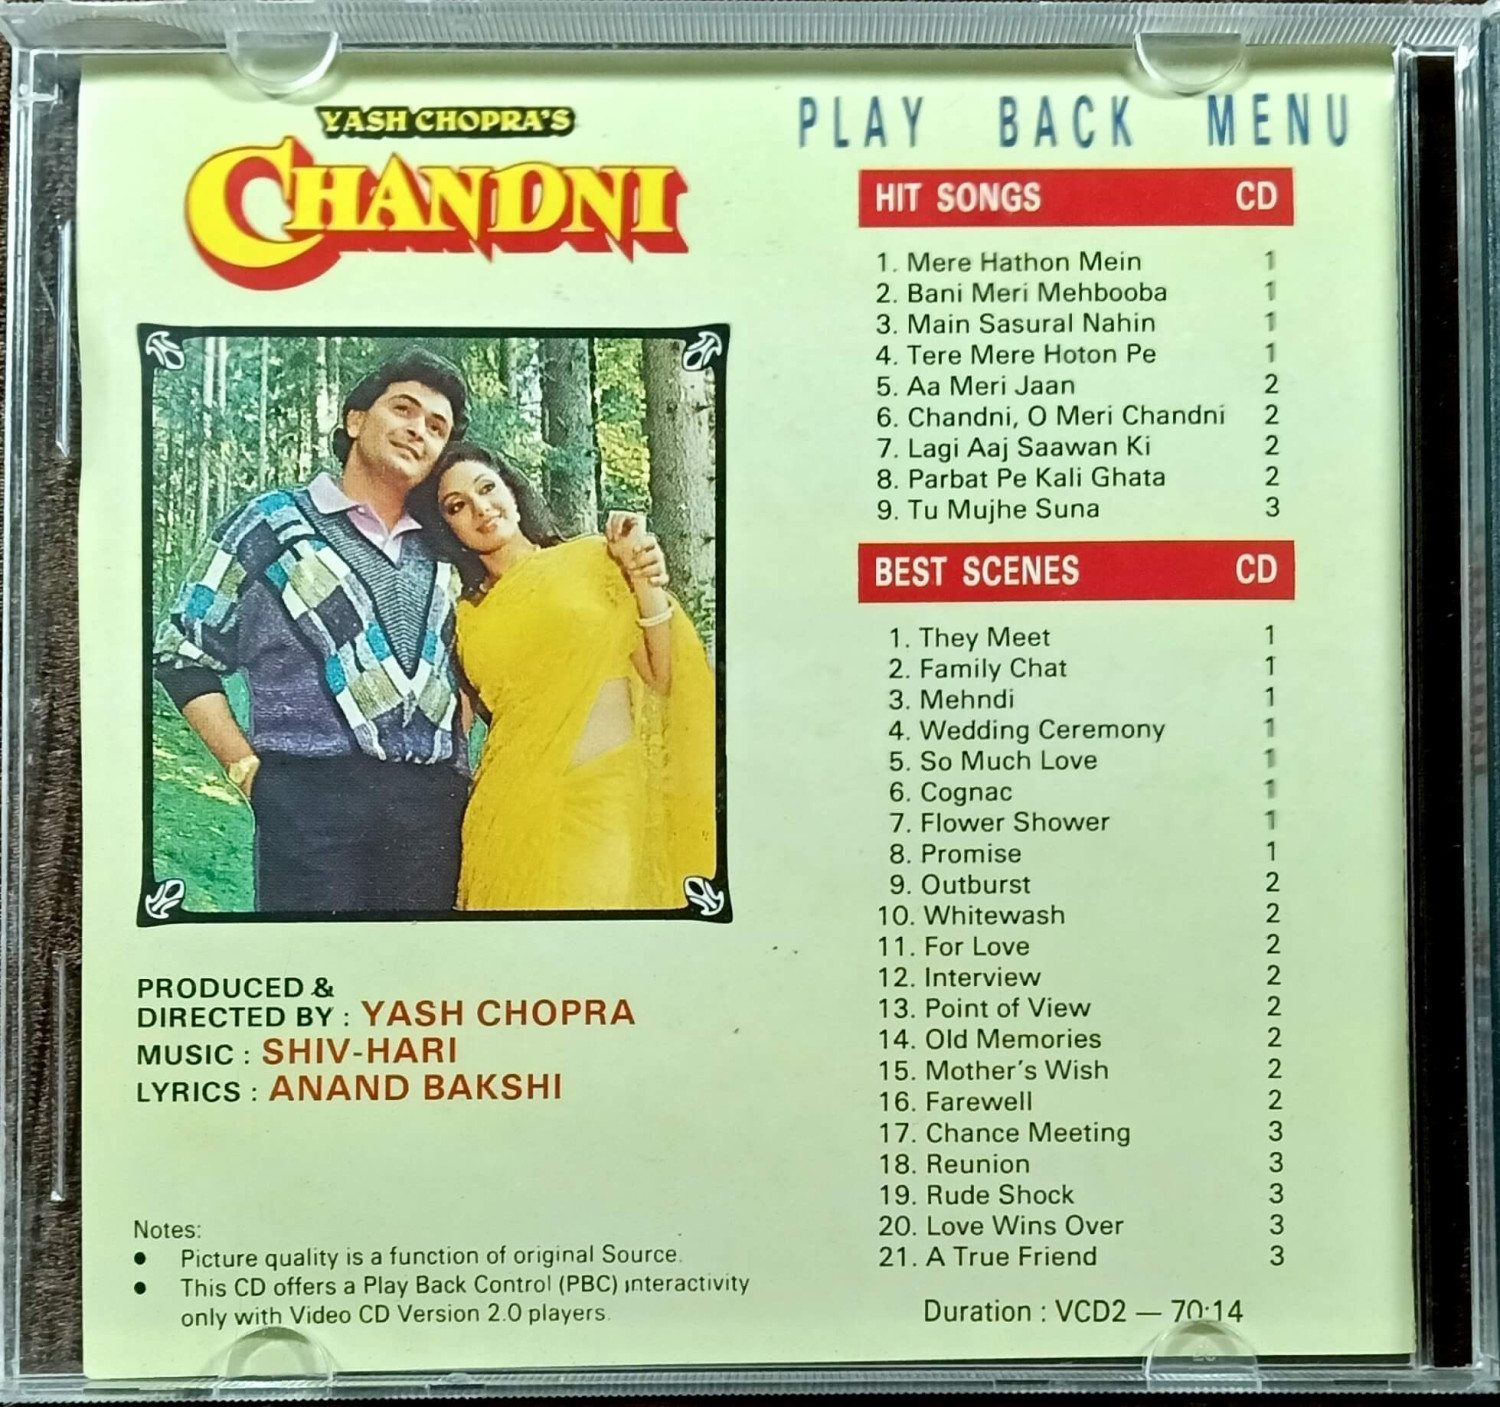 YASH CHOPRA'S
CHANDNI
PRODUCED &
DIRECTED BY : YASH CHOPRA
MUSIC : SHIV-HARI
LYRICS : ANAND BAKSHI
Notes:
● Picture quality is a function of original Source.
● This CD offers a Play Back Control (PBC) interactivity
only with Video CD Version 2.0 players.
PLAY BACK MENU
HIT SONGS CD
1. Mere Hathon Mein 1
2. Bani Meri Mehbooba 1
3. Main Sasural Nahin 1
4. Tere Mere Hoton Pe 1
5. Aa Meri Jaan 2
6. Chandni, O Meri Chandni 2
7. Lagi Aaj Saawan Ki 2
8. Parbat Pe Kali Ghata 2
9. Tu Mujhe Suna 3
BEST SCENES CD
1. They Meet 1
2. Family Chat 1
3. Mehndi 1
4. Wedding Ceremony 1
5. So Much Love 1
6. Cognac 1
7. Flower Shower 1
8. Promise 1
9. Outburst 2
10. Whitewash 2
11. For Love 2
12. Interview 2
13. Point of View 2
14. Old Memories 2
15. Mother's Wish 2
16. Farewell 2
17. Chance Meeting 3
18. Reunion 3
19. Rude Shock 3
20. Love Wins Over 3
21. A True Friend 3
Duration : VCD2 — 70:14